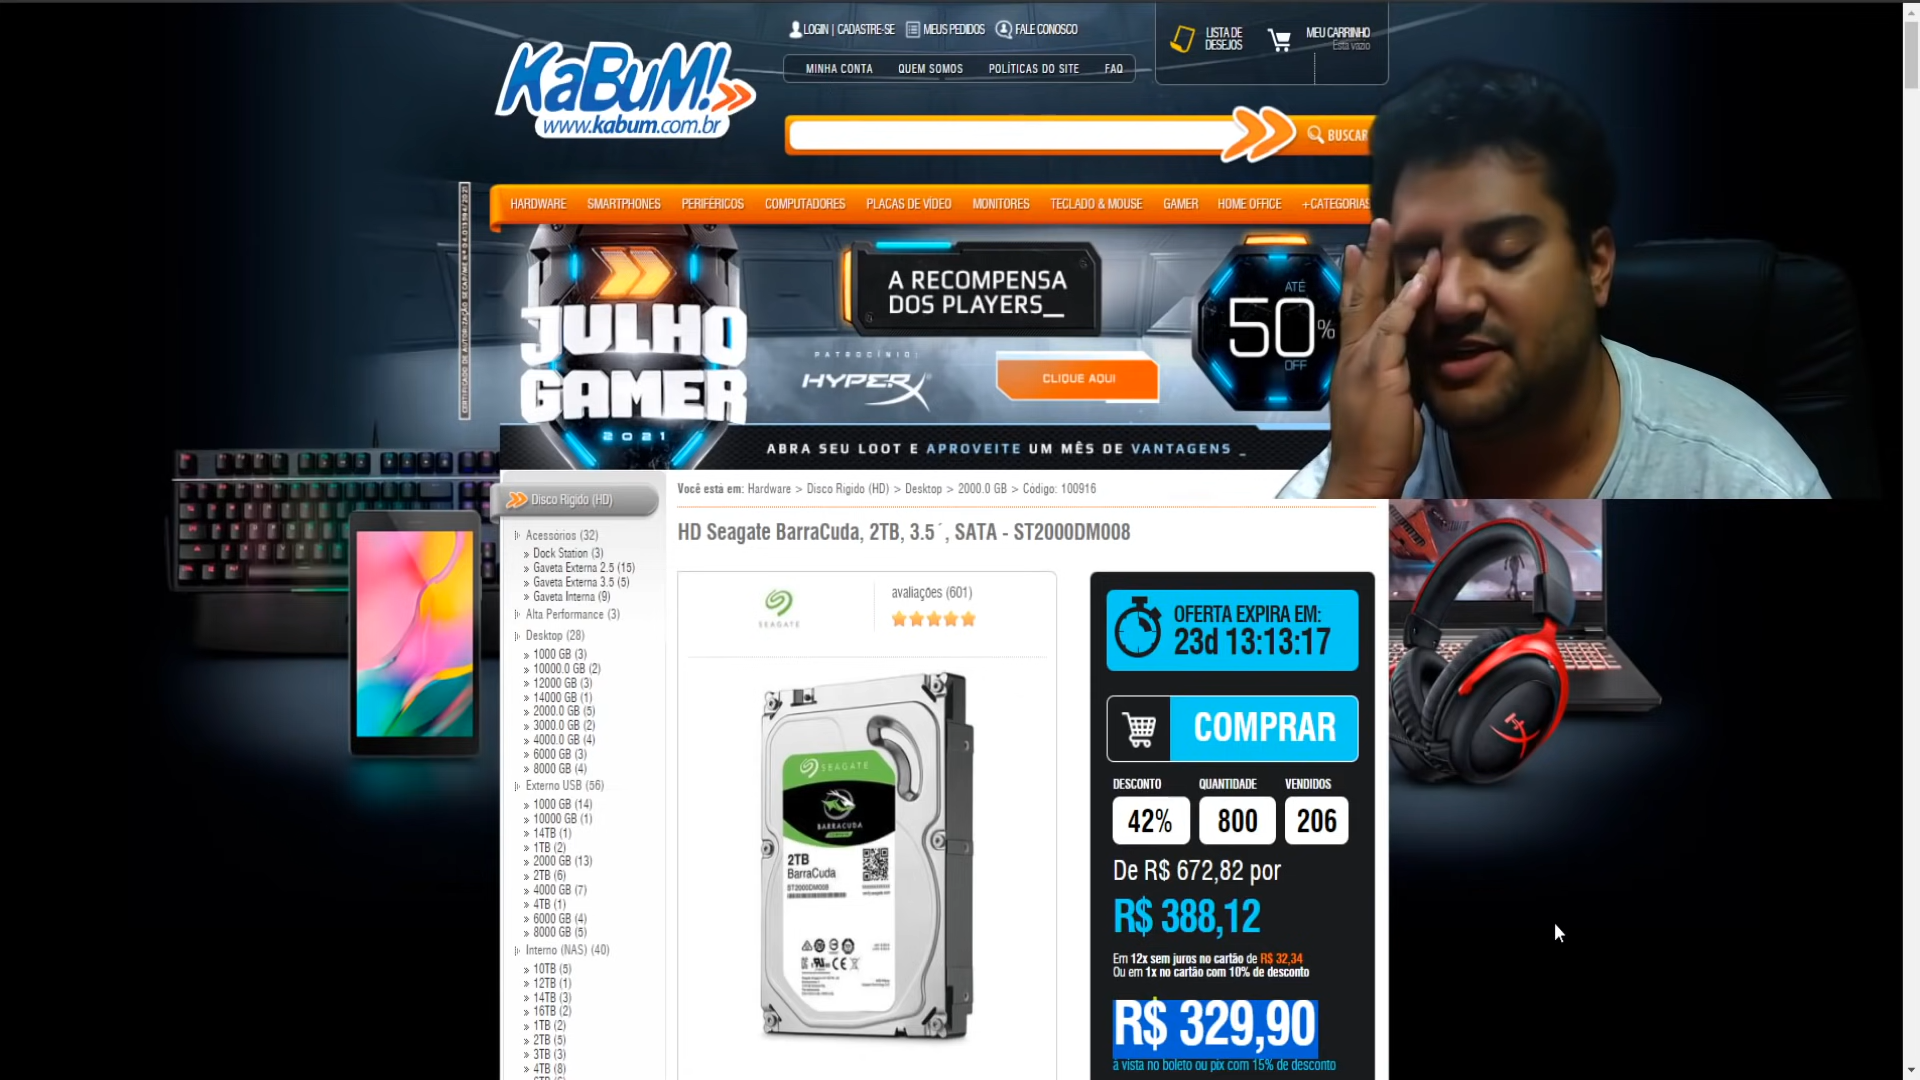 LOGIN | CADASTRE-SE
MEUS PEDIDOS
FALE CONOSCO
LISTA DE
DESEJOS
MEU CARRINHO
Está vazio
KaBuM!
www.kabum.com.br
MINHA CONTA
QUEM SOMOS
POLÍTICAS DO SITE
FAQ
BUSCAR
HARDWARE
SMARTPHONES
PERIFÉRICOS
COMPUTADORES
PLACAS DE VÍDEO
MONITORES
TECLADO & MOUSE
GAMER
HOME OFFICE
+CATEGORIAS
JULHO
GAMER
2021
A RECOMPENSA
DOS PLAYERS_
PATROCÍNIO:
HYPERX
CLIQUE AQUI
ATÉ
50%
OFF
ABRA SEU LOOT E APROVEITE UM MÊS DE VANTAGENS _
Disco Rigido (HD)
Acessórios (32)
Dock Station (3)
Gaveta Externa 2.5 (15)
Gaveta Externa 3.5 (5)
Gaveta Interna (9)
Alta Performance (3)
Desktop (28)
1000 GB (3)
10000.0 GB (2)
12000 GB (3)
14000 GB (1)
2000.0 GB (5)
3000.0 GB (2)
4000.0 GB (4)
6000 GB (3)
8000 GB (4)
Externo USB (56)
1000 GB (14)
10000 GB (1)
14TB (1)
1TB (2)
2000 GB (13)
2TB (6)
4000 GB (7)
4TB (1)
6000 GB (4)
8000 GB (5)
Interno (NAS) (40)
10TB (5)
12TB (1)
14TB (3)
16TB (2)
1TB (2)
2TB (5)
3TB (3)
4TB (8)
Você está em: Hardware > Disco Rigido (HD) > Desktop > 2000.0 GB > Código: 100916
HD Seagate BarraCuda, 2TB, 3.5´, SATA - ST2000DM008
SEAGATE
avaliações (601)
SEAGATE
BARRACUDA
2TB
BarraCuda
ST2000DM008
OFERTA EXPIRA EM:
23d 13:13:17
COMPRAR
DESCONTO
QUANTIDADE
VENDIDOS
42%
800
206
De R$ 672,82 por
R$ 388,12
Em 12x sem juros no cartão de R$ 32,34
Ou em 1x no cartão com 10% de desconto
R$ 329,90
à vista no boleto ou pix com 15% de desconto